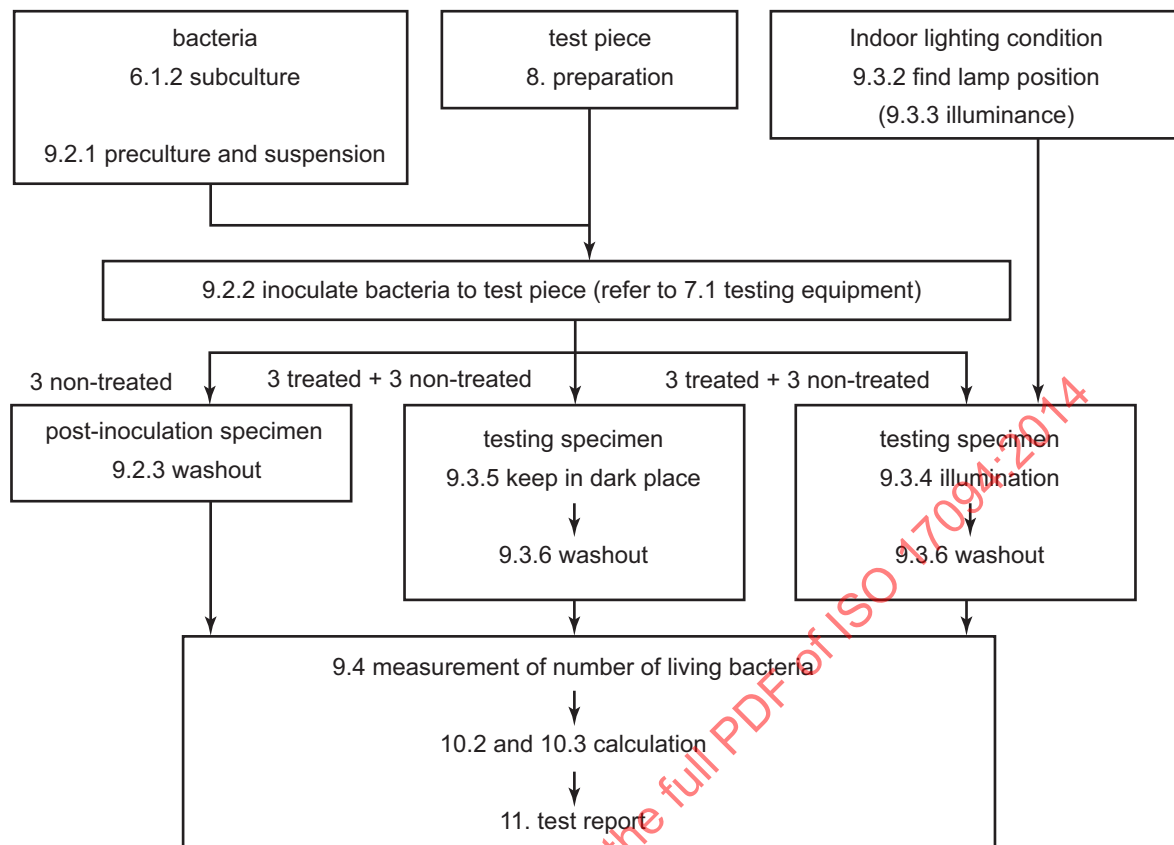 bacteria
6.1.2 subculture
9.2.1 preculture and suspension
test piece
8. preparation
Indoor lighting condition
9.3.2 find lamp position
(9.3.3 illuminance)
9.2.2 inoculate bacteria to test piece (refer to 7.1 testing equipment)
3 non-treated
3 treated + 3 non-treated
3 treated + 3 non-treated
post-inoculation specimen
9.2.3 washout
testing specimen
9.3.5 keep in dark place
9.3.6 washout
testing specimen
9.3.4 illumination
9.3.6 washout
9.4 measurement of number of living bacteria
10.2 and 10.3 calculation
11. test report
the full PDF of ISO 17094:2014